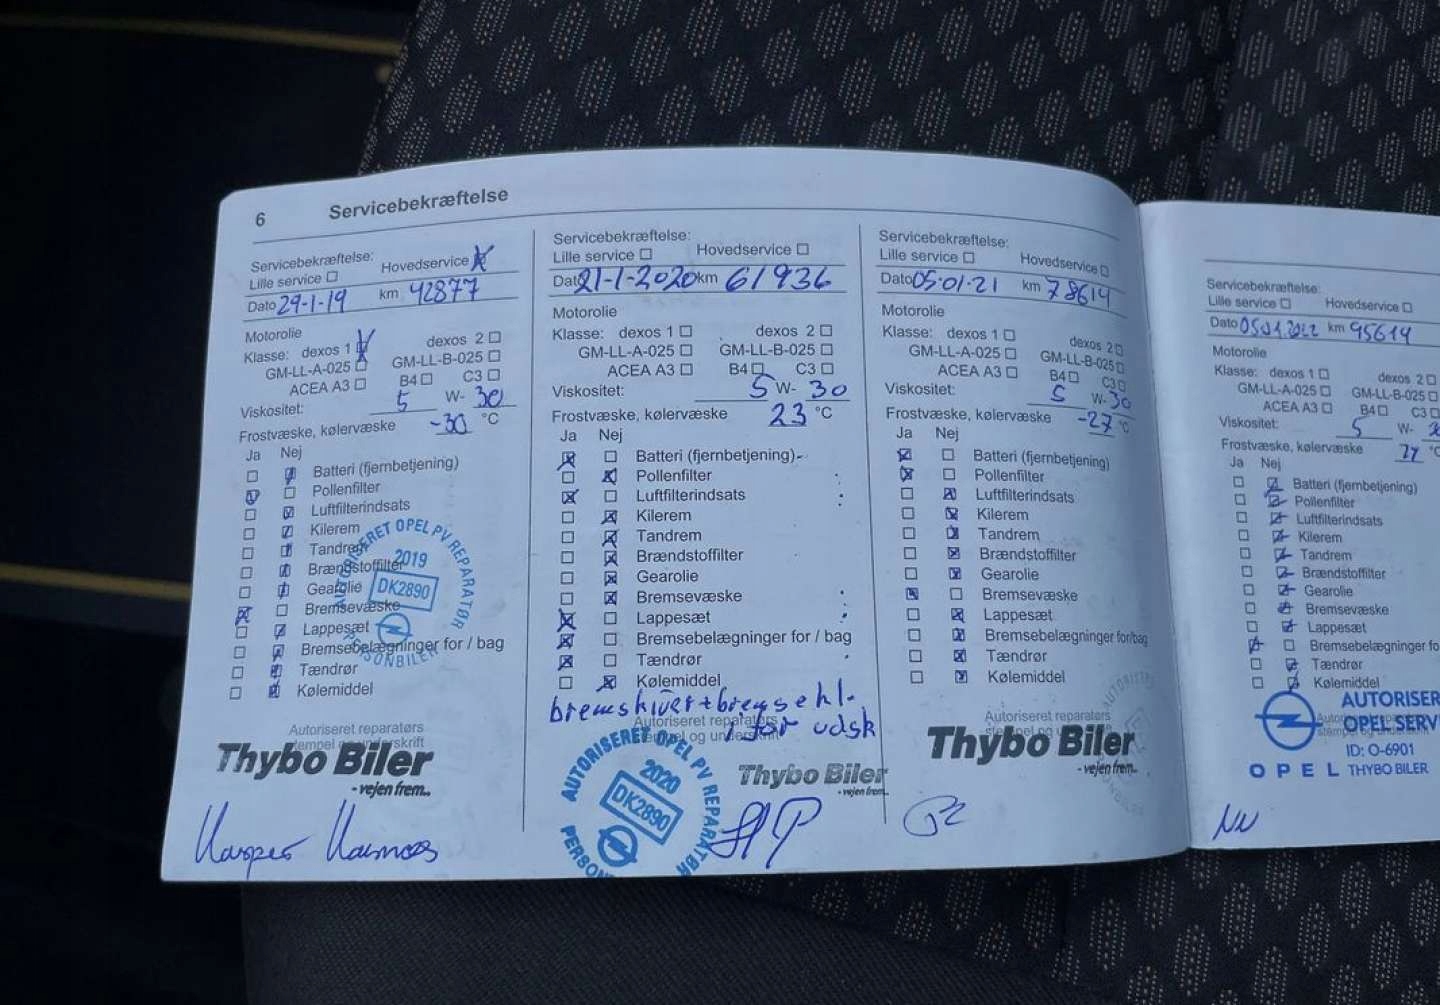 6 Servicebekræftelse
Servicebekræftelse:
Lille service ☐ Hovedservice ☒
Dato 29-1-19 km 42877
Motorolie
Klasse: dexos 1 ☒ dexos 2 ☐
GM-LL-A-025 ☐ GM-LL-B-025 ☐
ACEA A3 ☐ B4 ☐ C3 ☐
Viskositet: 5 W- 30
Frostvæske, kølervæske -30 °C
Ja Nej
☐ ☒ Batteri (fjernbetjening)
☒ ☐ Pollenfilter
☐ ☒ Luftfilterindsats
☐ ☒ Kilerem
☐ ☒ Tandrem
☐ ☒ Brændstoffilter
☐ ☒ Gearolie
☒ ☐ Bremsevæske
☐ ☒ Lappesæt
☐ ☒ Bremsebelægninger for / bag
☐ ☒ Tændrør
☐ ☒ Kølemiddel
AUTORISERET OPEL PV REPARATØR
2019
DK2890
PERSONBILER
Autoriseret reparatørs
stempel og underskrift
Thybo Biler
- vejen frem..
Kasper
Servicebekræftelse:
Lille service ☐ Hovedservice ☐
Dato 21-1-2020 km 61936
Motorolie
Klasse: dexos 1 ☐ dexos 2 ☐
GM-LL-A-025 ☐ GM-LL-B-025 ☐
ACEA A3 ☐ B4 ☐ C3 ☐
Viskositet: 5 W- 30
Frostvæske, kølervæske 23 °C
Ja Nej
☒ ☐ Batteri (fjernbetjening)
☐ ☒ Pollenfilter
☒ ☐ Luftfilterindsats
☐ ☒ Kilerem
☐ ☒ Tandrem
☐ ☒ Brændstoffilter
☐ ☒ Gearolie
☐ ☒ Bremsevæske
☒ ☐ Lappesæt
☒ ☐ Bremsebelægninger for / bag
☒ ☐ Tændrør
☐ ☒ Kølemiddel
bremskiver + bremsekl.
for udsk
Autoriseret reparatørs
stempel og underskrift
AUTORISERET OPEL PV REPARATØR
2020
DK2890
Thybo Biler
- vejen frem..
Servicebekræftelse:
Lille service ☐ Hovedservice ☐
Dato 05.01.21 km 78614
Motorolie
Klasse: dexos 1 ☐ dexos 2 ☐
GM-LL-A-025 ☐ GM-LL-B-025 ☐
ACEA A3 ☐ B4 ☐ C3 ☐
Viskositet: 5 W- 30
Frostvæske, kølervæske -27 °C
Ja Nej
☒ ☐ Batteri (fjernbetjening)
☒ ☐ Pollenfilter
☐ ☒ Luftfilterindsats
☐ ☒ Kilerem
☐ ☒ Tandrem
☐ ☒ Brændstoffilter
☐ ☒ Gearolie
☒ ☐ Bremsevæske
☐ ☒ Lappesæt
☐ ☒ Bremsebelægninger for/bag
☐ ☒ Tændrør
☐ ☒ Kølemiddel
Autoriseret reparatørs
Thybo Biler
- vejen frem..
Servicebekræftelse:
Lille service ☐ Hovedservice ☐
Dato 05.01.2022 km 95614
Motorolie
Klasse: dexos 1 ☐ dexos 2 ☐
GM-LL-A-025 ☐ GM-LL-B-025
ACEA A3 ☐ B4 ☐ C3 ☐
Viskositet: 5 W-
Frostvæske, kølervæske °C
Ja Nej
☐ ☒ Batteri (fjernbetjening)
☐ ☒ Pollenfilter
☐ ☒ Luftfilterindsats
☐ ☒ Kilerem
☐ ☒ Tandrem
☐ ☒ Brændstoffilter
☐ ☒ Gearolie
☐ ☒ Bremsevæske
☐ ☒ Lappesæt
☒ ☐ Bremsebelægninger fo
☐ ☒ Tændrør
☐ ☒ Kølemiddel
AUTORISER
OPEL SERV
ID: O-6901
OPEL THYBO BILER
NN